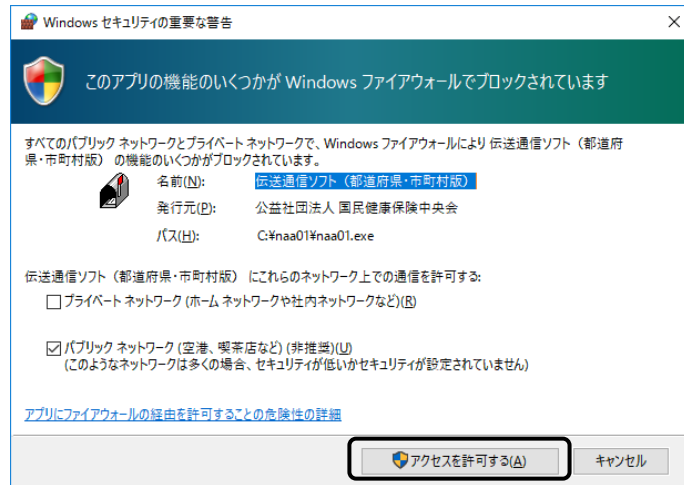 Windows セキュリティの重要な警告
このアプリの機能のいくつかが Windows ファイアウォールでブロックされています
すべてのパブリック ネットワークとプライベート ネットワークで、Windows ファイアウォールにより 伝送通信ソフト（都道府
県・市町村版） の機能のいくつかがブロックされています。
名前(N): 伝送通信ソフト（都道府県・市町村版）
発行元(P): 公益社団法人 国民健康保険中央会
パス(H): C:¥naa01¥naa01.exe
伝送通信ソフト（都道府県・市町村版） にこれらのネットワーク上での通信を許可する:
プライベート ネットワーク (ホーム ネットワークや社内ネットワークなど)(R)
パブリック ネットワーク (空港、喫茶店など) (非推奨)(U)
(このようなネットワークは多くの場合、セキュリティが低いかセキュリティが設定されていません)
アプリにファイアウォールの経由を許可することの危険性の詳細
アクセスを許可する(A) キャンセル